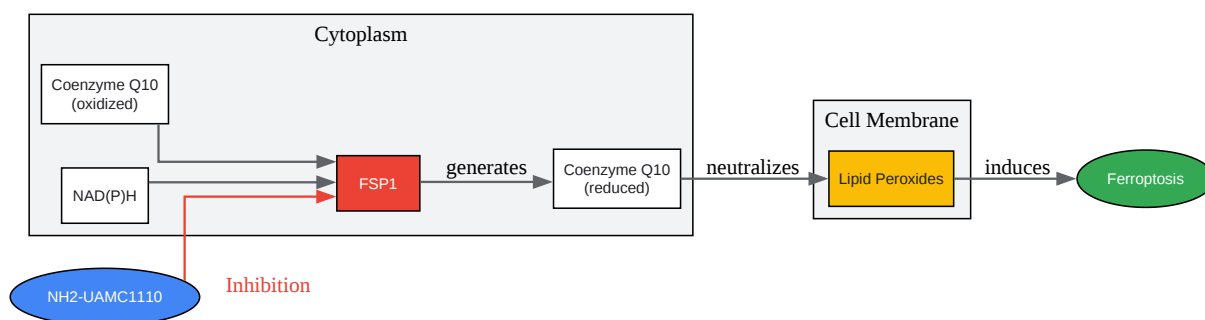 Cytoplasm
Coenzyme Q10
(oxidized)
NAD(P)H
FSP1
generates
Coenzyme Q10
(reduced)
neutralizes
Cell Membrane
Lipid Peroxides
induces
Ferroptosis
NH2-UAMC1110
Inhibition